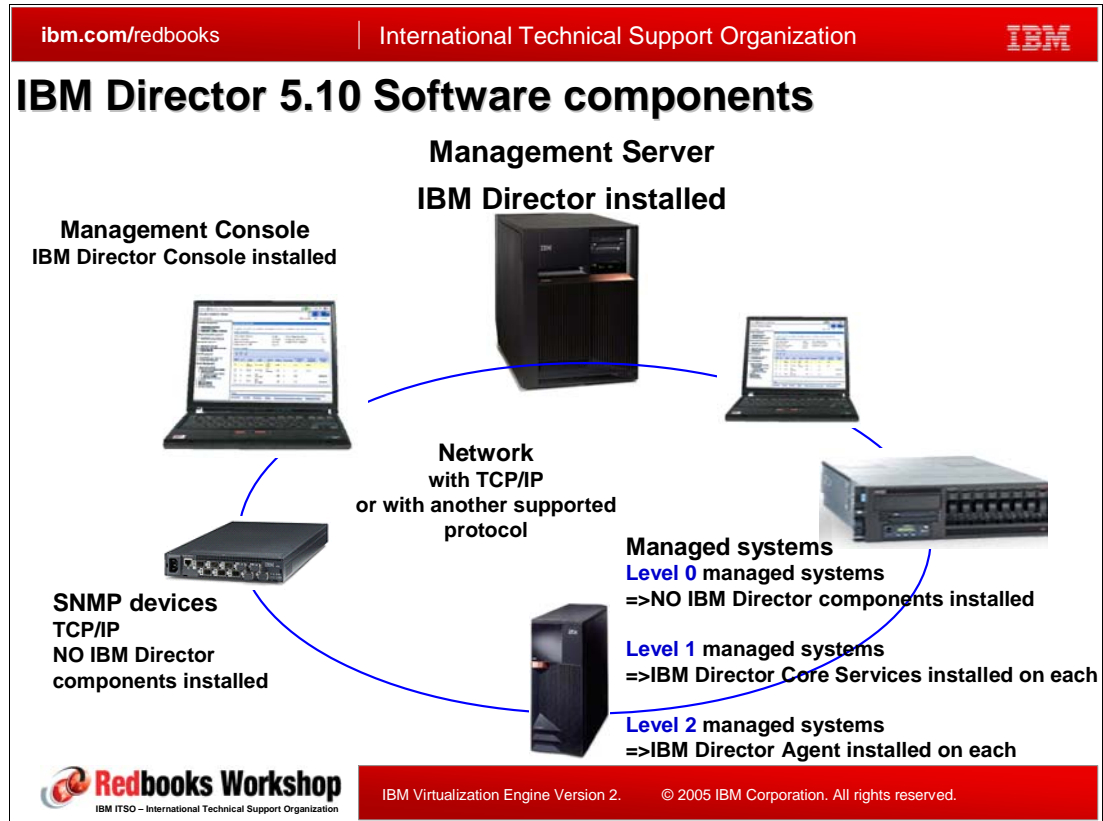 ibm.com/redbooks
International Technical Support Organization
IBM
IBM Director 5.10 Software components
Management Server
IBM Director installed
Management Console
IBM Director Console installed
Network
with TCP/IP
or with another supported
protocol
SNMP devices
TCP/IP
NO IBM Director
components installed
Managed systems
Level 0 managed systems
=>NO IBM Director components installed
Level 1 managed systems
=>IBM Director Core Services installed on each
Level 2 managed systems
=>IBM Director Agent installed on each
Redbooks Workshop
IBM ITSO – International Technical Support Organization
IBM Virtualization Engine Version 2.
© 2005 IBM Corporation. All rights reserved.